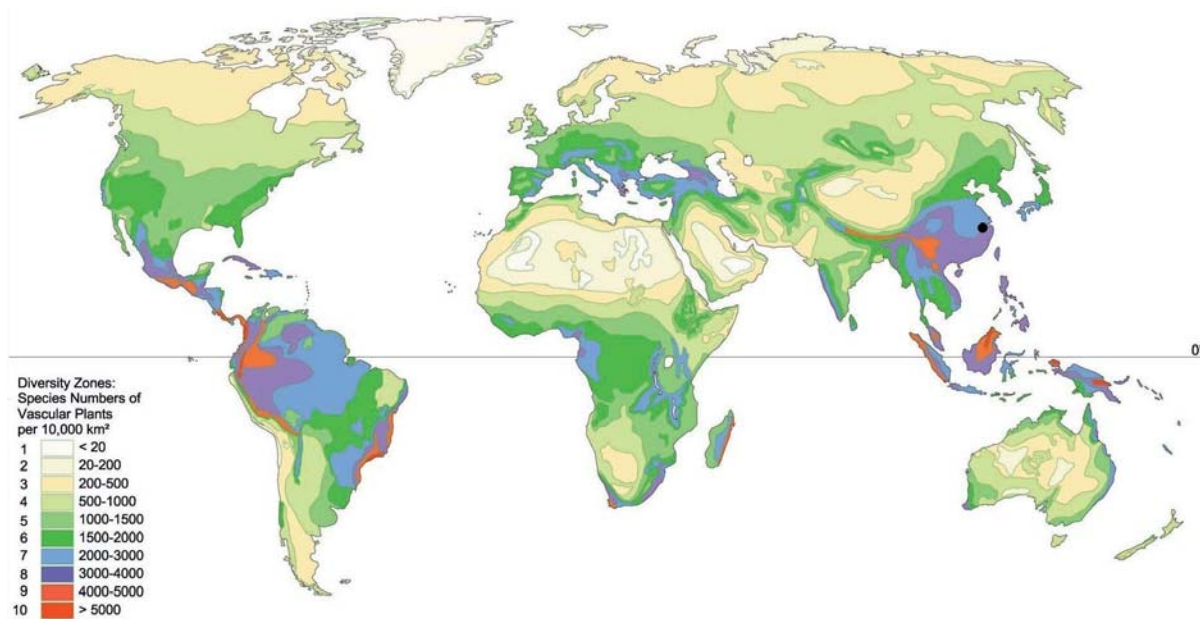 0°
Diversity Zones:
Species Numbers of
Vascular Plants
per 10,000 km²
1 < 20
2 20-200
3 200-500
4 500-1000
5 1000-1500
6 1500-2000
7 2000-3000
8 3000-4000
9 4000-5000
10 > 5000